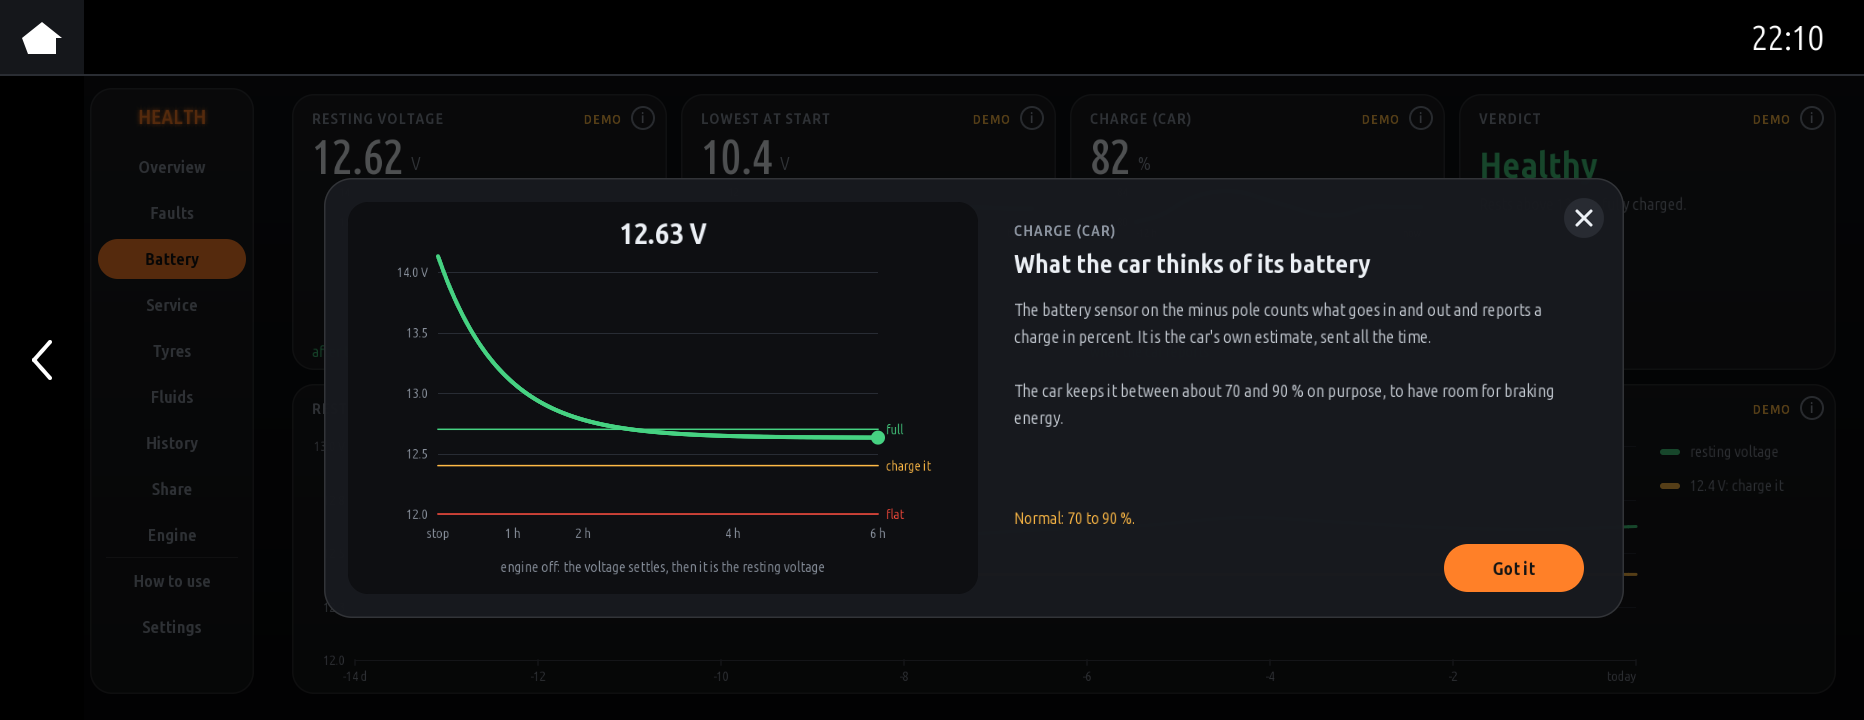 22:10
HEALTH
Overview
Faults
Battery
Service
Tyres
Fluids
History
Share
Engine
How to use
Settings
RESTING VOLTAGE
DEMO
i
12.62 V
LOWEST AT START
DEMO
i
10.4 V
CHARGE (CAR)
DEMO
i
82 %
VERDICT
DEMO
i
Healthy
charged.
12.63 V
14.0 V
13.5
13.0
12.5
12.0
full
charge it
flat
stop
1 h
2 h
4 h
6 h
engine off: the voltage settles, then it is the resting voltage
CHARGE (CAR)
What the car thinks of its battery
The battery sensor on the minus pole counts what goes in and out and reports a
charge in percent. It is the car's own estimate, sent all the time.
The car keeps it between about 70 and 90 % on purpose, to have room for braking
energy.
Normal: 70 to 90 %.
Got it
DEMO
i
resting voltage
12.4 V: charge it
12.0
-14 d
-12
-10
-8
-6
-4
-2
today